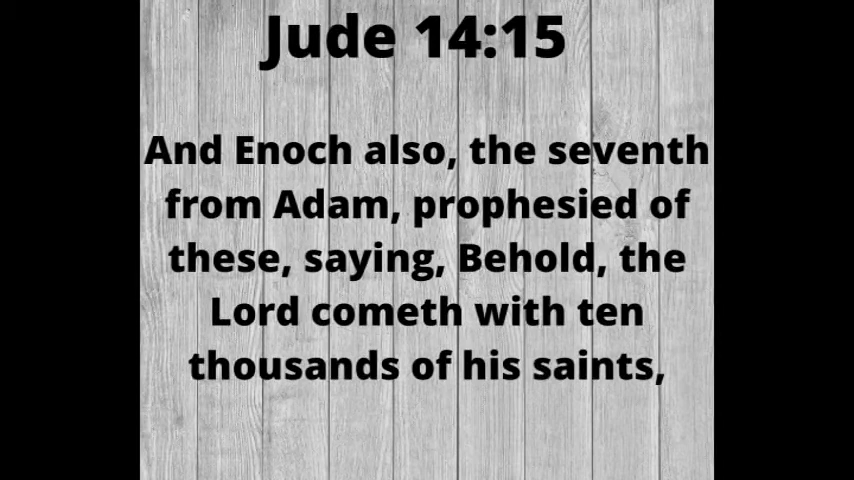 Jude 14:15
And Enoch also, the seventh
from Adam, prophesied of
these, saying, Behold, the
Lord cometh with ten
thousands of his saints,